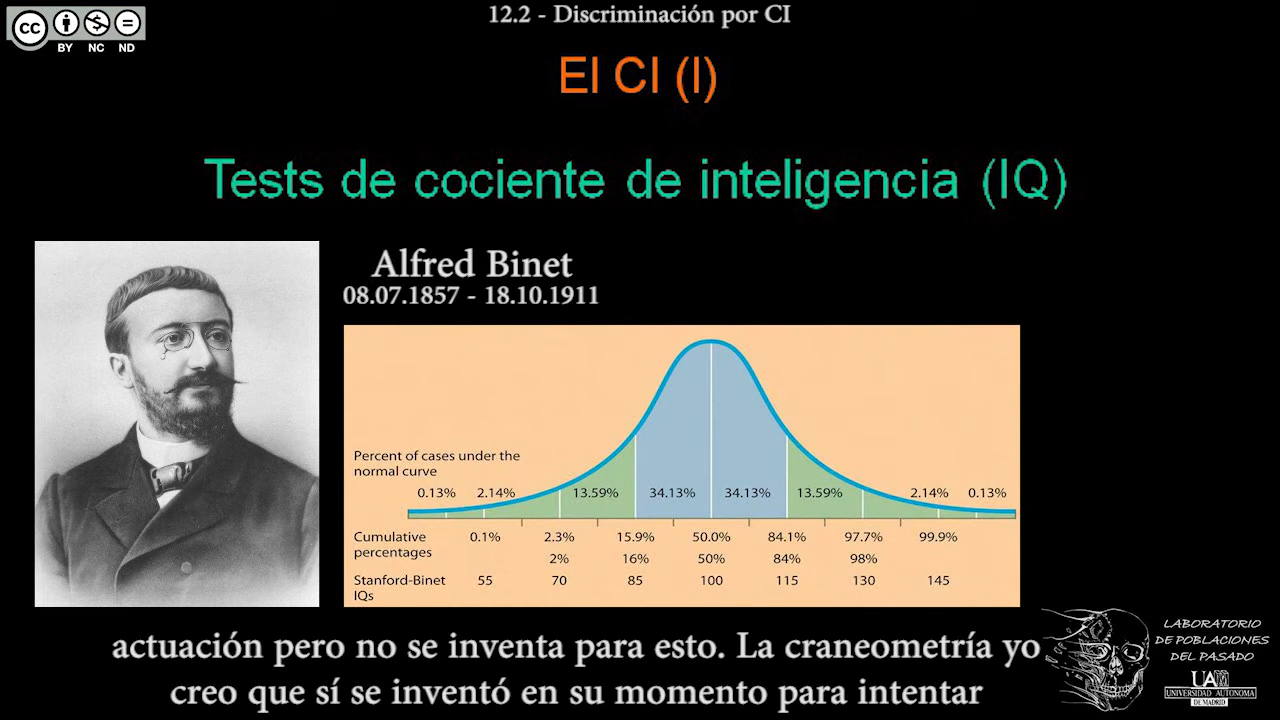 12.2 - Discriminación por CI
cc
BY NC ND
El CI (I)
Tests de cociente de inteligencia (IQ)
Alfred Binet
08.07.1857 - 18.10.1911
Percent of cases under the
normal curve
0.13% 2.14% 13.59% 34.13% 34.13% 13.59% 2.14% 0.13%
Cumulative
percentages
0.1% 2.3% 15.9% 50.0% 84.1% 97.7% 99.9%
2% 16% 50% 84% 98%
Stanford-Binet
IQs
55 70 85 100 115 130 145
actuación pero no se inventa para esto. La craneometría yo
creo que sí se inventó en su momento para intentar
LABORATORIO
DE POBLACIONES
DEL PASADO
UAM
UNIVERSIDAD AUTONOMA
DE MADRID